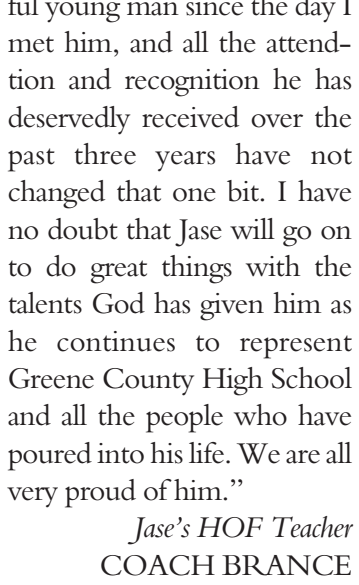 ful young man since the day I
met him, and all the attend-
tion and recognition he has
deservedly received over the
past three years have not
changed that one bit. I have
no doubt that Jase will go on
to do great things with the
talents God has given him as
he continues to represent
Greene County High School
and all the people who have
poured into his life. We are all
very proud of him.”
Jase’s HOF Teacher
COACH BRANCE